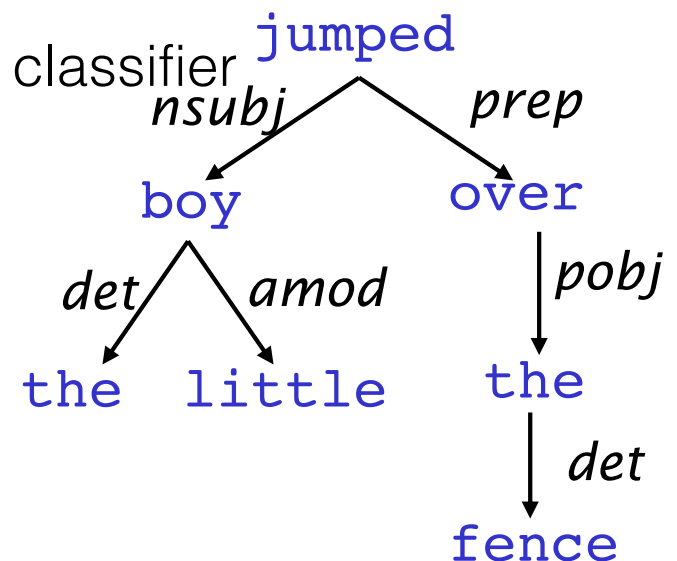 jumped
classifier
nsubj prep
boy over
det amod pobj
the little the
det
fence